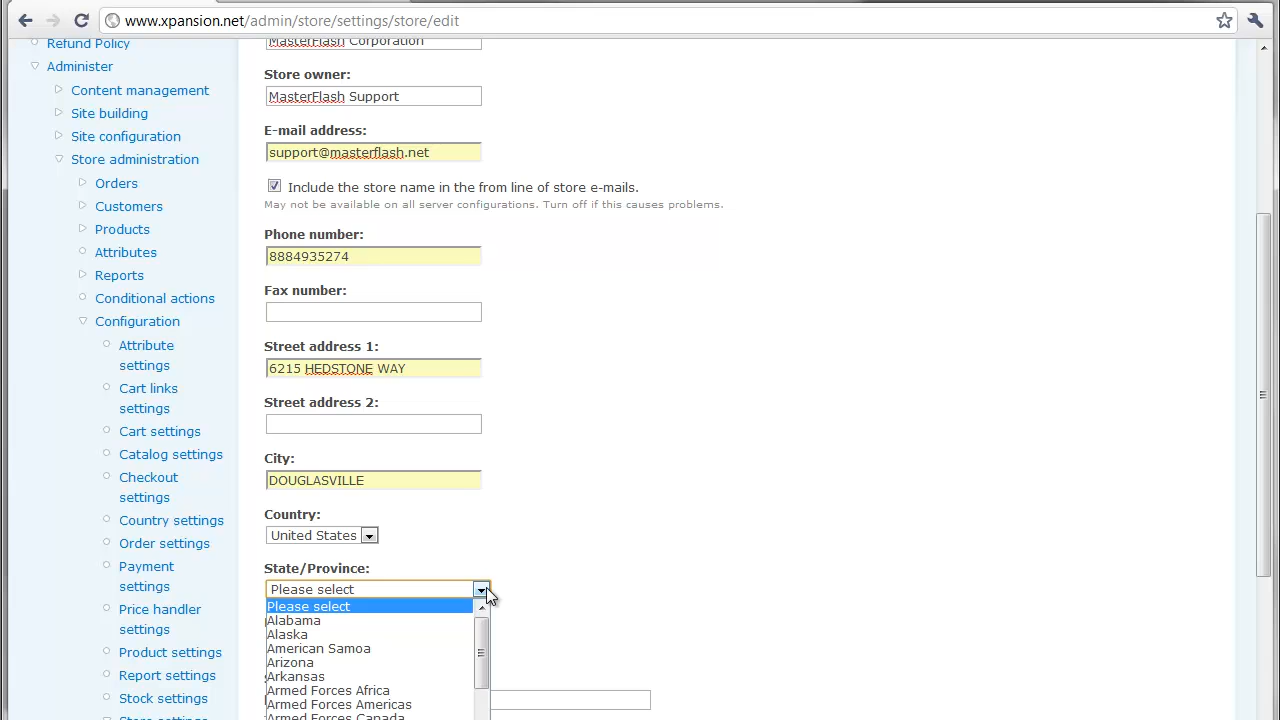 www.xpansion.net/admin/store/settings/store/edit
Refund Policy
Administer
Content management
Site building
Site configuration
Store administration
Orders
Customers
Products
Attributes
Reports
Conditional actions
Configuration
Attribute
settings
Cart links
settings
Cart settings
Catalog settings
Checkout
settings
Country settings
Order settings
Payment
settings
Price handler
settings
Product settings
Report settings
Stock settings
Store settings
MasterFlash Corporation
Store owner:
MasterFlash Support
E-mail address:
support@masterflash.net
Include the store name in the from line of store e-mails.
May not be available on all server configurations. Turn off if this causes problems.
Phone number:
8884935274
Fax number:
Street address 1:
6215 HEDSTONE WAY
Street address 2:
City:
DOUGLASVILLE
Country:
United States
State/Province:
Please select
Please select
Alabama
Alaska
American Samoa
Arizona
Arkansas
Armed Forces Africa
Armed Forces Americas
Armed Forces Canada